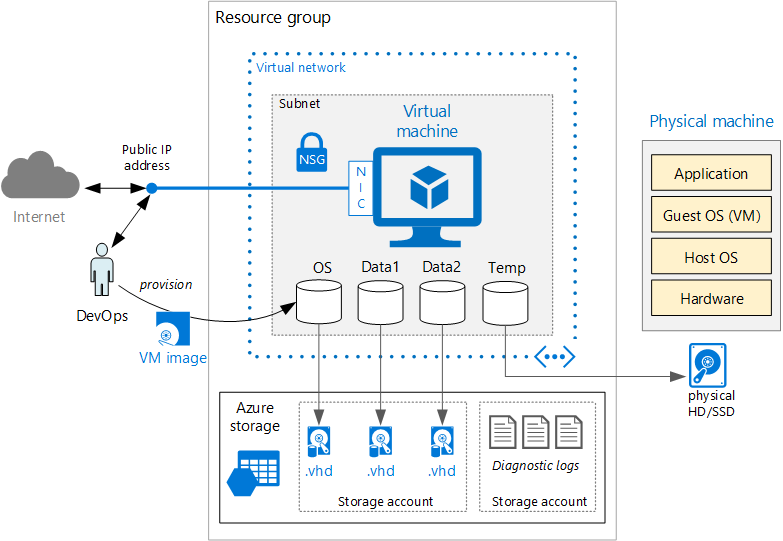 Resource group
Virtual network
Subnet
Virtual
machine
NSG
N
I
C
Public IP
address
Internet
DevOps
provision
VM image
OS
Data1
Data2
Temp
Physical machine
Application
Guest OS (VM)
Host OS
Hardware
physical
HD/SSD
Azure
storage
.vhd
.vhd
.vhd
Storage account
Diagnostic logs
Storage account